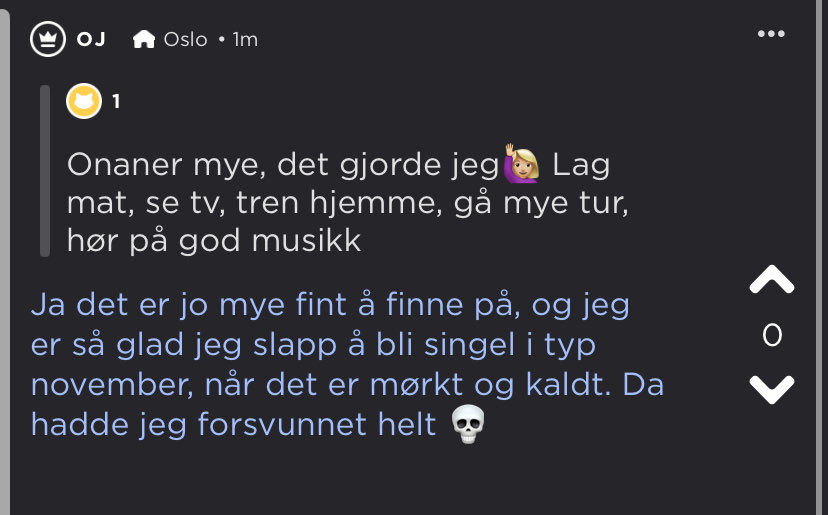 OJ Oslo • 1m
1
Onaner mye, det gjorde jeg🙋🏼‍♀️ Lag
mat, se tv, tren hjemme, gå mye tur,
hør på god musikk
Ja det er jo mye fint å finne på, og jeg
er så glad jeg slapp å bli singel i typ
november, når det er mørkt og kaldt. Da
hadde jeg forsvunnet helt 💀
0